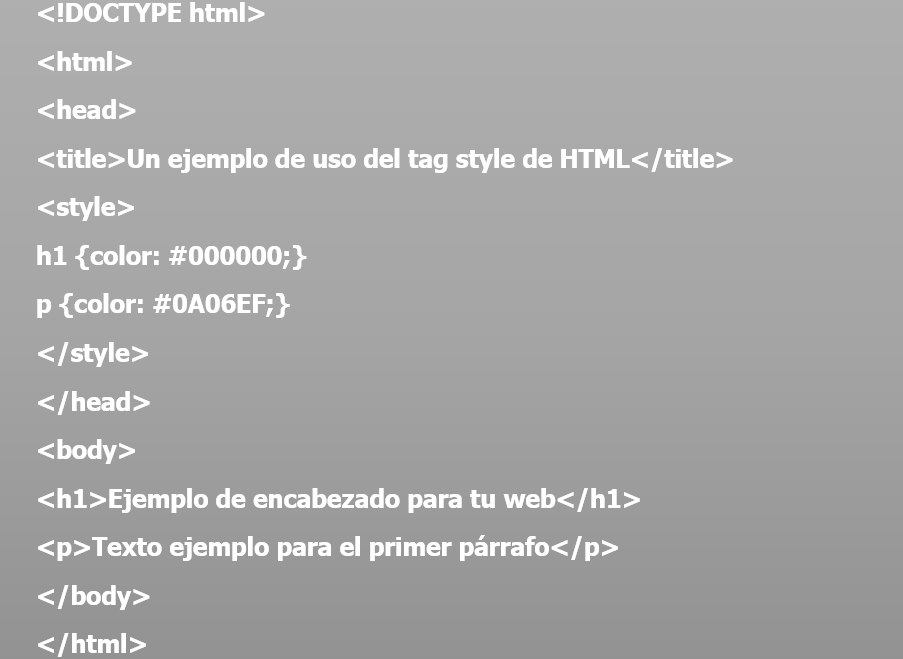 <!DOCTYPE html>
<html>
<head>
<title>Un ejemplo de uso del tag style de HTML</title>
<style>
h1 {color: #000000;}
p {color: #0A06EF;}
</style>
</head>
<body>
<h1>Ejemplo de encabezado para tu web</h1>
<p>Texto ejemplo para el primer párrafo</p>
</body>
</html>